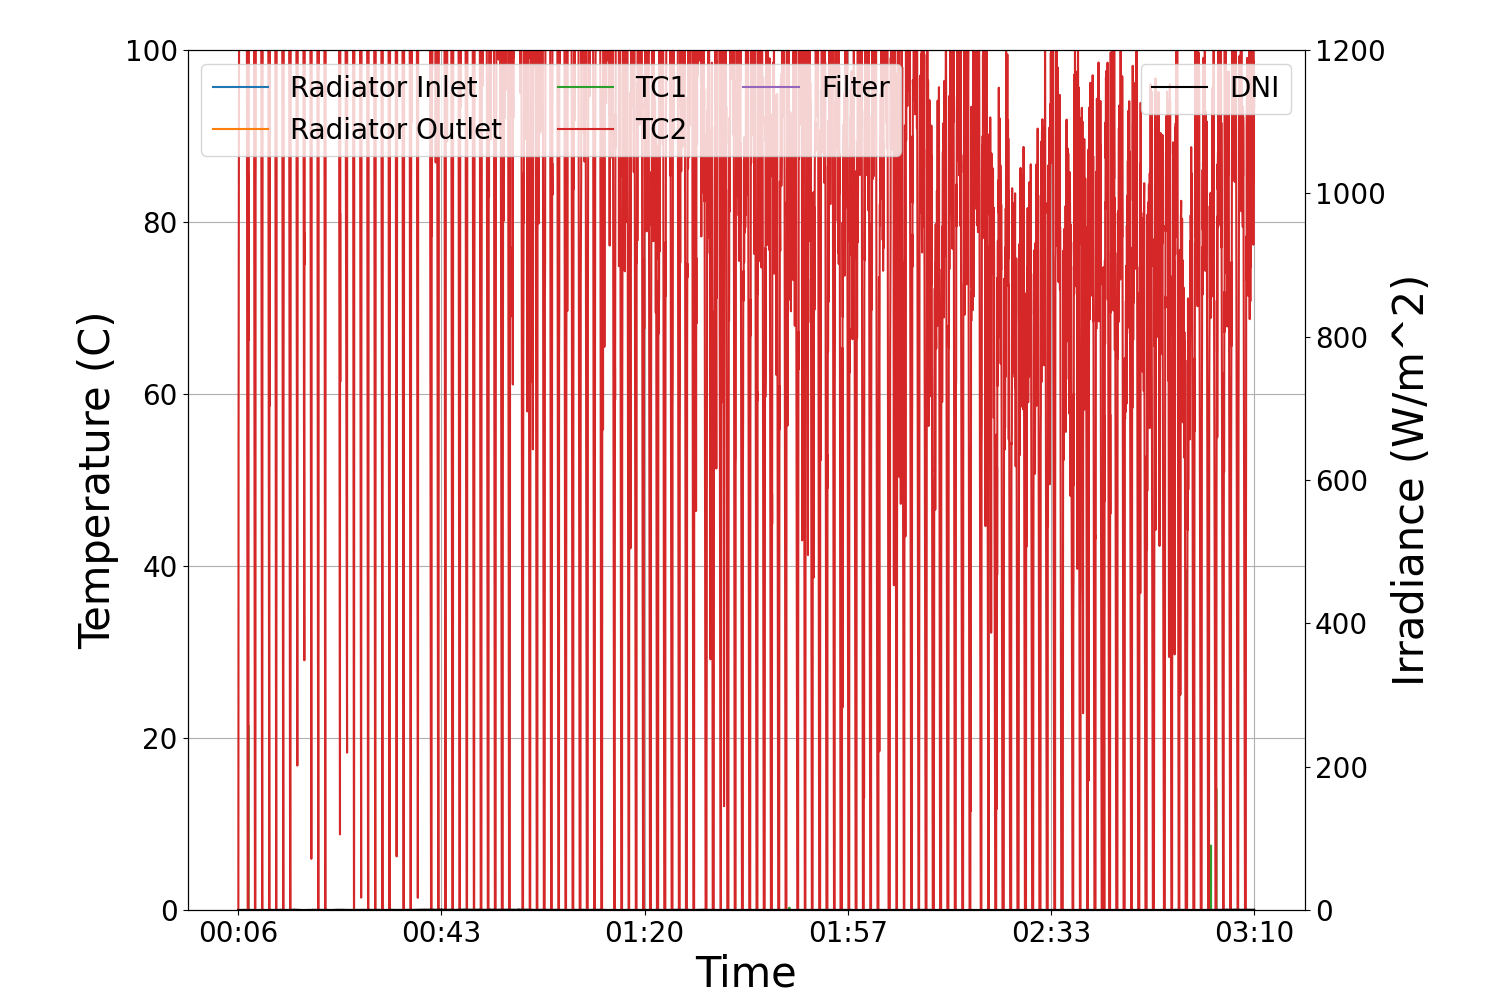 Temperature (C)
100
80
60
40
20
0
Radiator Inlet
Radiator Outlet
TC1
TC2
Filter
DNI
1200
1000
800
600
400
200
0
Irradiance (W/m^2)
00:06 00:43 01:20 01:57 02:33 03:10
Time